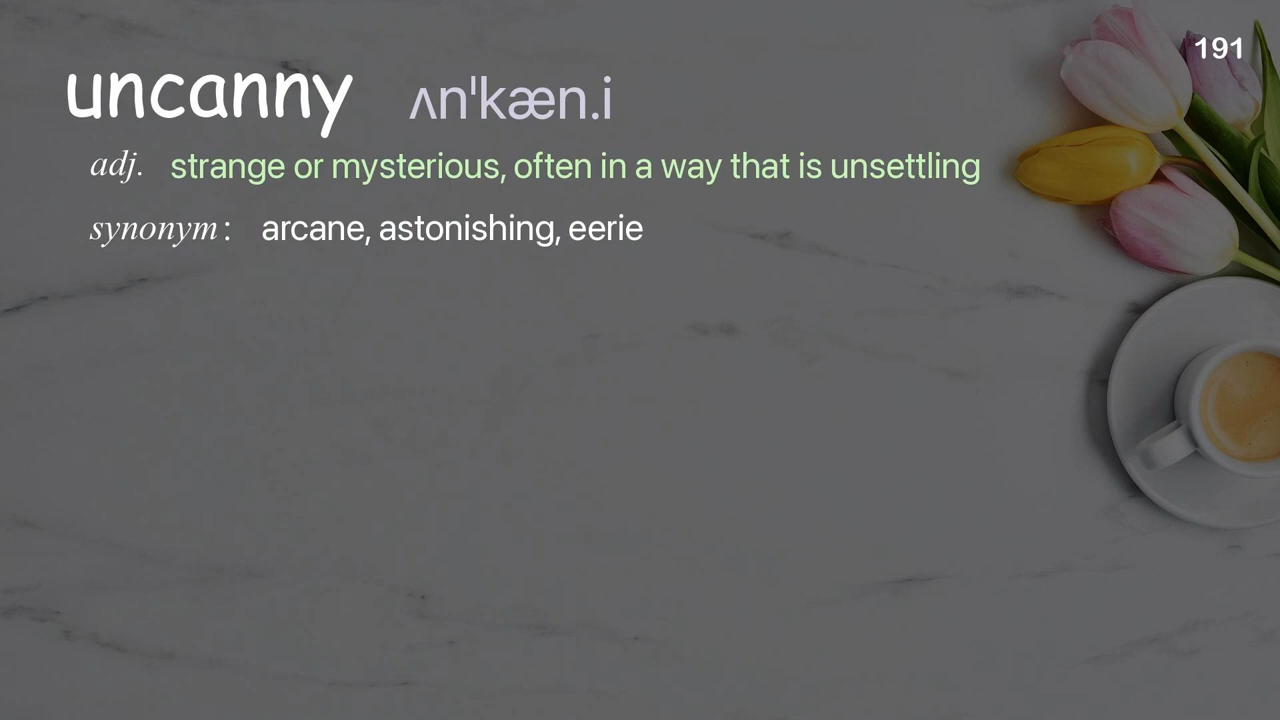 191
uncanny ʌnˈkæn.i
adj. strange or mysterious, often in a way that is unsettling
synonym: arcane, astonishing, eerie